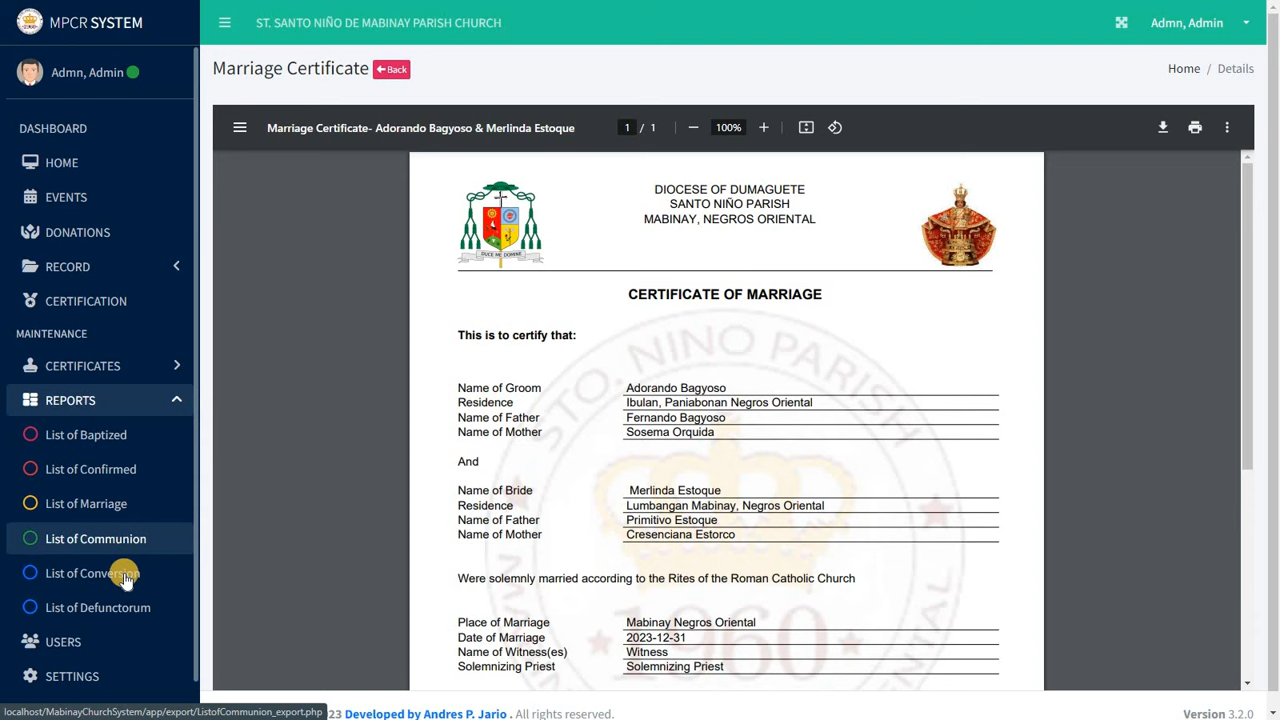 MPCR SYSTEM
ST. SANTO NIÑO DE MABINAY PARISH CHURCH
Admn, Admin
Admn, Admin
Marriage Certificate Back
Home / Details
DASHBOARD
HOME
EVENTS
DONATIONS
RECORD
CERTIFICATION
MAINTENANCE
CERTIFICATES
REPORTS
List of Baptized
List of Confirmed
List of Marriage
List of Communion
List of Conversion
List of Defunctorum
USERS
SETTINGS
localhost/MabinayChurchSystem/app/export/ListofCommunion_export.php
Marriage Certificate- Adorando Bagyoso & Merlinda Estoque
1 / 1
100%
DIOCESE OF DUMAGUETE
SANTO NIÑO PARISH
MABINAY, NEGROS ORIENTAL
CERTIFICATE OF MARRIAGE
This is to certify that:
Name of Groom Adorando Bagyoso
Residence Ibulan, Paniabonan Negros Oriental
Name of Father Fernando Bagyoso
Name of Mother Sosema Orquida
And
Name of Bride Merlinda Estoque
Residence Lumbangan Mabinay, Negros Oriental
Name of Father Primitivo Estoque
Name of Mother Cresenciana Estorco
Were solemnly married according to the Rites of the Roman Catholic Church
Place of Marriage Mabinay Negros Oriental
Date of Marriage 2023-12-31
Name of Witness(es) Witness
Solemnizing Priest Solemnizing Priest
STO. NINO PARISH
1960
23 Developed by Andres P. Jario . All rights reserved.
Version 3.2.0